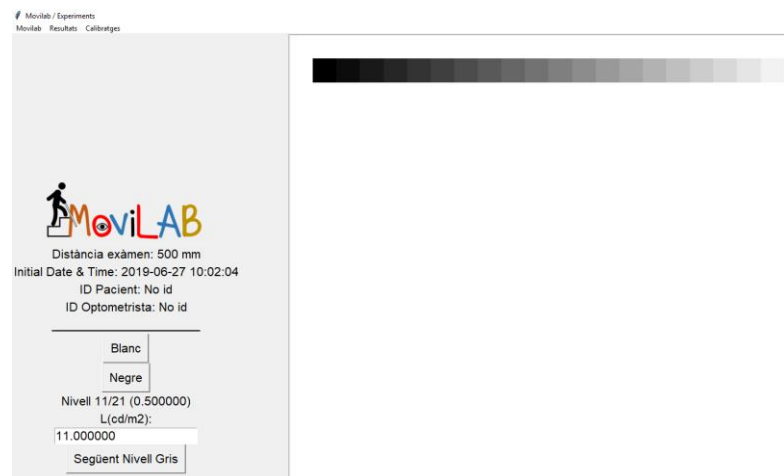 Movilab / Experiments
Movilab Resultats Calibratges
MoviLAB
Distància exàmen: 500 mm
Initial Date & Time: 2019-06-27 10:02:04
ID Pacient: No id
ID Optometrista: No id
Blanc
Negre
Nivell 11/21 (0.500000)
L(cd/m2):
11.000000
Següent Nivell Gris